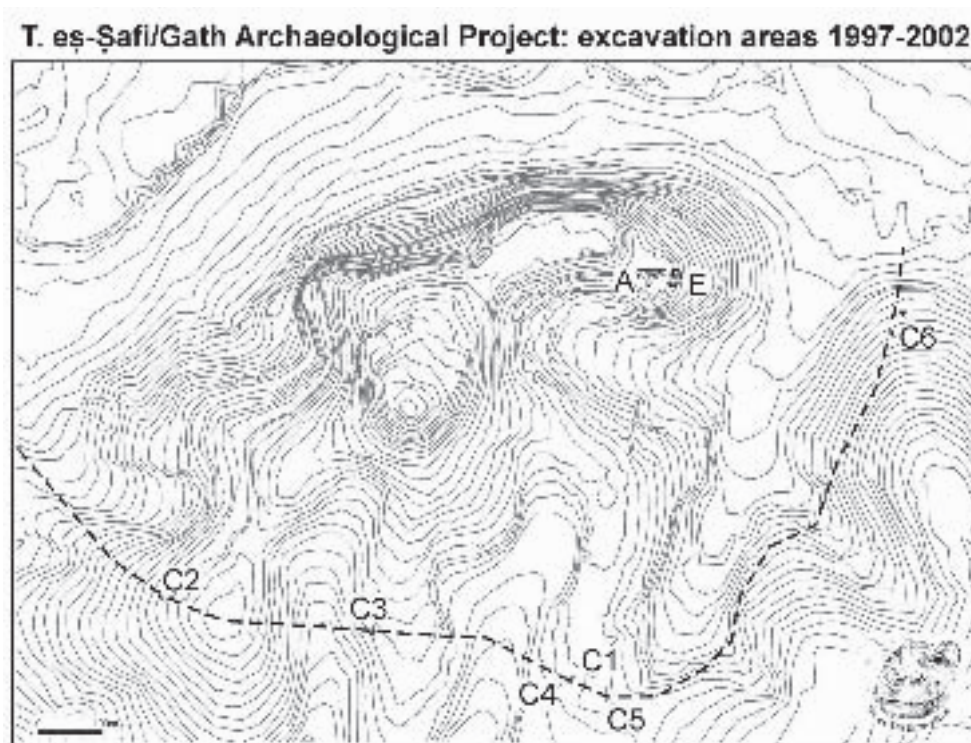 T. eṣ-Ṣafi/Gath Archaeological Project: excavation areas 1997-2002
A E
C6
C2
C3
C1
C4
C5